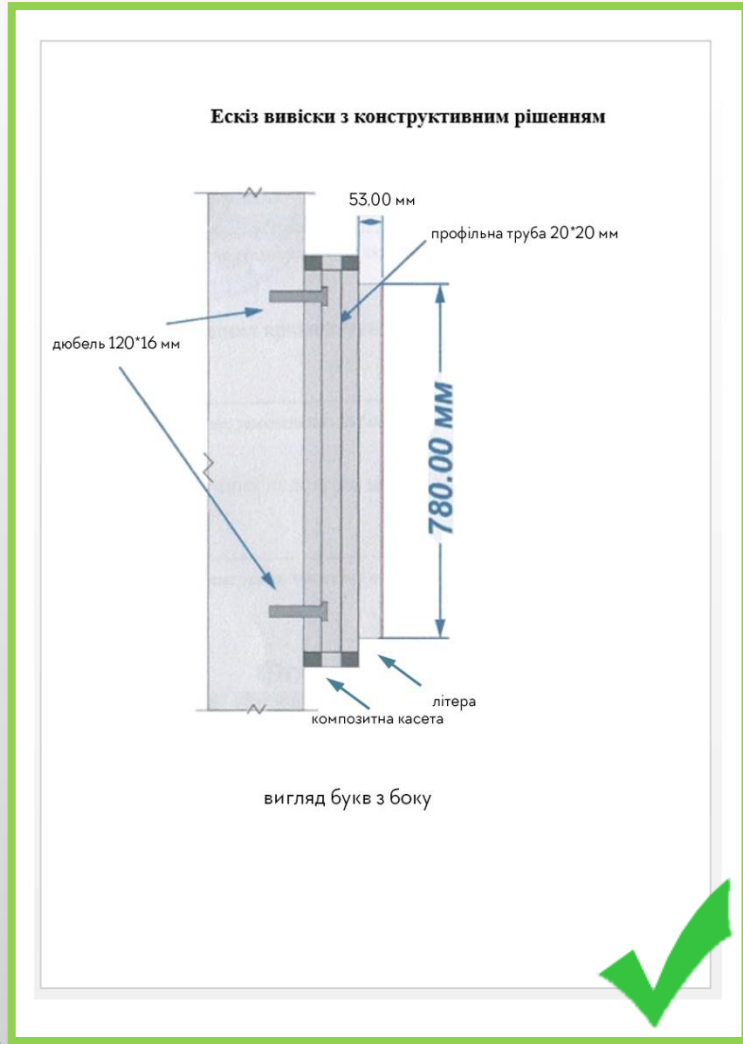 Ескіз вивіски з конструктивним рішенням
53,00 мм
профільна труба 20*20 мм
дюбель 120*16 мм
780.00 мм
літера
композитна касета
вигляд букв з боку